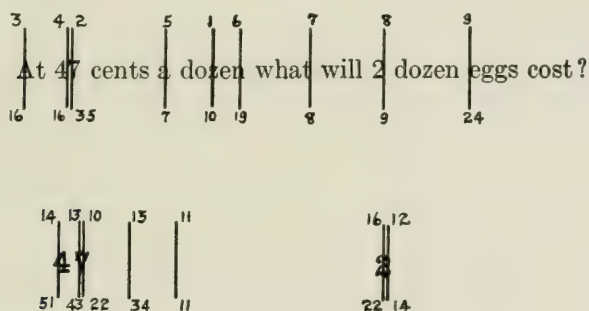 3 4 2 5 1 6 7 8 9
At 47 cents a dozen what will 2 dozen eggs cost?
16 16 35 7 10 19 8 9 24
14 13 10 15 11 16 12
4 7 2
51 43 22 34 11 22 14